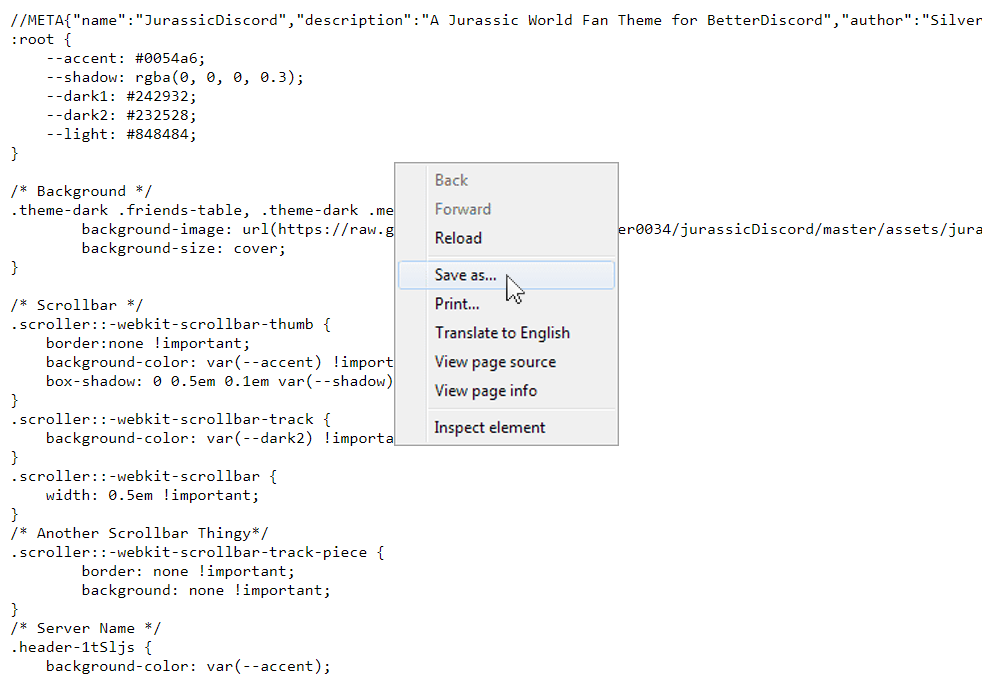 //META{"name":"JurassicDiscord","description":"A Jurassic World Fan Theme for BetterDiscord","author":"Silver
:root {
--accent: #0054a6;
--shadow: rgba(0, 0, 0, 0.3);
--dark1: #242932;
--dark2: #232528;
--light: #848484;
}
/* Background */
.theme-dark .friends-table, .theme-dark .me
background-image: url(https://raw.g er0034/jurassicDiscord/master/assets/jura
background-size: cover;
}
/* Scrollbar */
.scroller::-webkit-scrollbar-thumb {
border:none !important;
background-color: var(--accent) !import
box-shadow: 0 0.5em 0.1em var(--shadow)
}
.scroller::-webkit-scrollbar-track {
background-color: var(--dark2) !importa
}
.scroller::-webkit-scrollbar {
width: 0.5em !important;
}
/* Another Scrollbar Thingy*/
.scroller::-webkit-scrollbar-track-piece {
border: none !important;
background: none !important;
}
/* Server Name */
.header-1tSljs {
background-color: var(--accent);
Back
Forward
Reload
Save as...
Print...
Translate to English
View page source
View page info
Inspect element